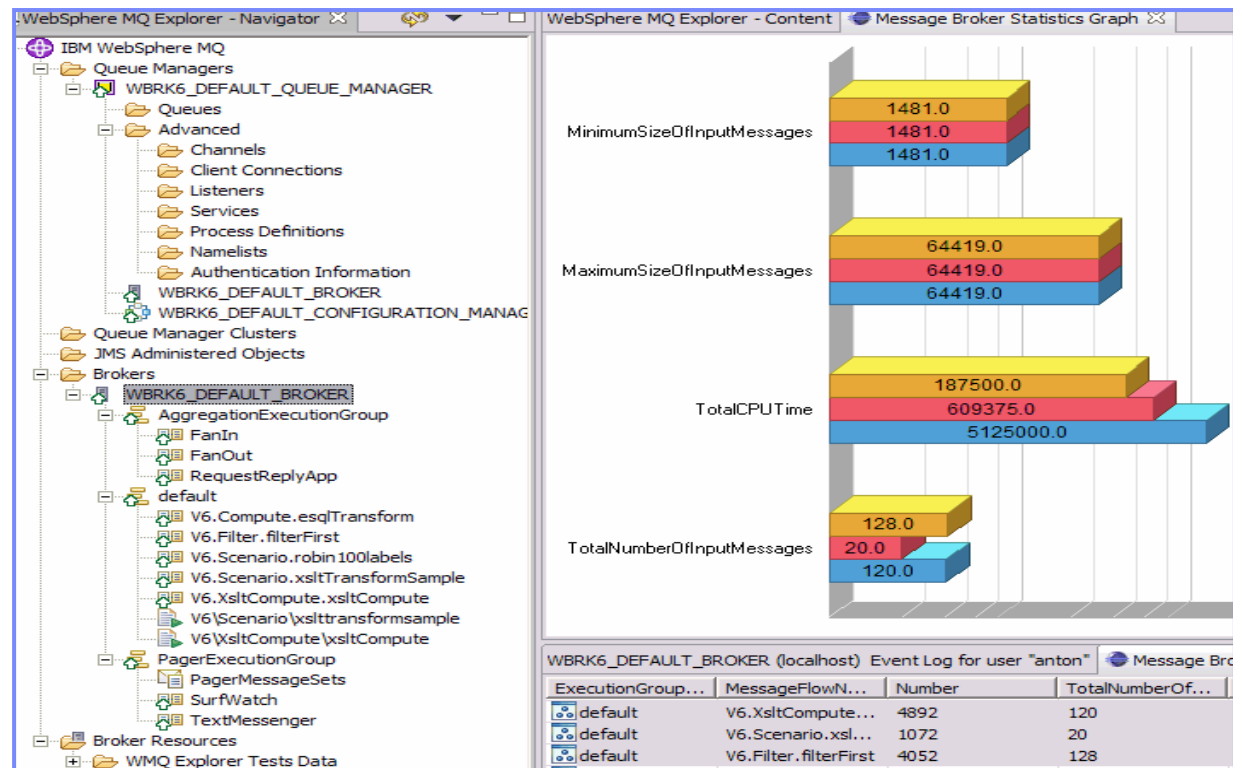 WebSphere MQ Explorer - Navigator
IBM WebSphere MQ
Queue Managers
WBRK6_DEFAULT_QUEUE_MANAGER
Queues
Advanced
Channels
Client Connections
Listeners
Services
Process Definitions
Namelists
Authentication Information
WBRK6_DEFAULT_BROKER
WBRK6_DEFAULT_CONFIGURATION_MANAG
Queue Manager Clusters
JMS Administered Objects
Brokers
WBRK6_DEFAULT_BROKER
AggregationExecutionGroup
FanIn
FanOut
RequestReplyApp
default
V6.Compute.esqlTransform
V6.Filter.filterFirst
V6.Scenario.robin100labels
V6.Scenario.xsltTransformSample
V6.XsltCompute.xsltCompute
V6\Scenario\xslttransformsample
V6\XsltCompute\xsltCompute
PagerExecutionGroup
PagerMessageSets
SurfWatch
TextMessenger
Broker Resources
WMQ Explorer Tests Data
WebSphere MQ Explorer - Content Message Broker Statistics Graph
MinimumSizeOfInputMessages
1481.0
1481.0
1481.0
MaximumSizeOfInputMessages
64419.0
64419.0
64419.0
TotalCPUTime
187500.0
609375.0
5125000.0
TotalNumberOfInputMessages
128.0
20.0
120.0
WBRK6_DEFAULT_BROKER (localhost) Event Log for user "anton" Message Bro
ExecutionGroup... MessageFlowN... Number TotalNumberOf...
default V6.XsltCompute... 4892 120
default V6.Scenario.xsl... 1072 20
default V6.Filter.filterFirst 4052 128